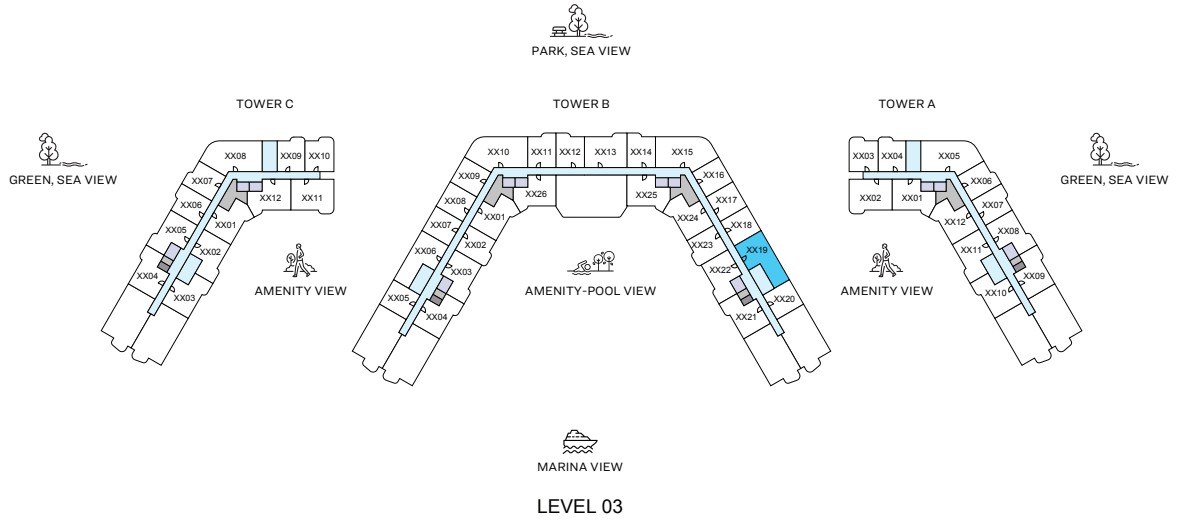 PARK, SEA VIEW
TOWER C
TOWER B
TOWER A
GREEN, SEA VIEW
GREEN, SEA VIEW
XX08
XX09
XX10
XX07
XX06
XX05
XX04
XX12
XX11
XX01
XX02
XX03
AMENITY VIEW
XX10
XX11
XX12
XX13
XX14
XX15
XX09
XX08
XX07
XX06
XX05
XX26
XX01
XX02
XX03
XX04
XX25
XX24
XX23
XX22
XX21
XX16
XX17
XX18
XX19
XX20
AMENITY-POOL VIEW
XX03
XX04
XX05
XX02
XX01
XX06
XX07
XX08
XX09
XX12
XX11
XX10
AMENITY VIEW
MARINA VIEW
LEVEL 03